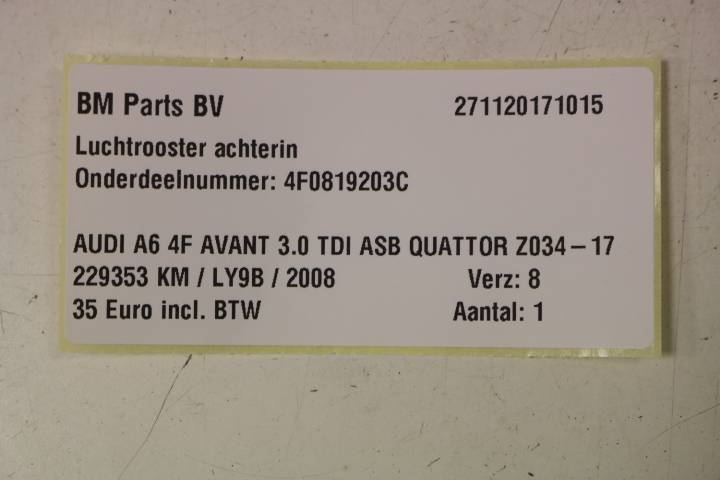 BM Parts BV 271120171015
Luchtrooster achterin
Onderdeelnummer: 4F0819203C
AUDI A6 4F AVANT 3.0 TDI ASB QUATTOR Z034-17
229353 KM / LY9B / 2008 Verz: 8
35 Euro incl. BTW Aantal: 1